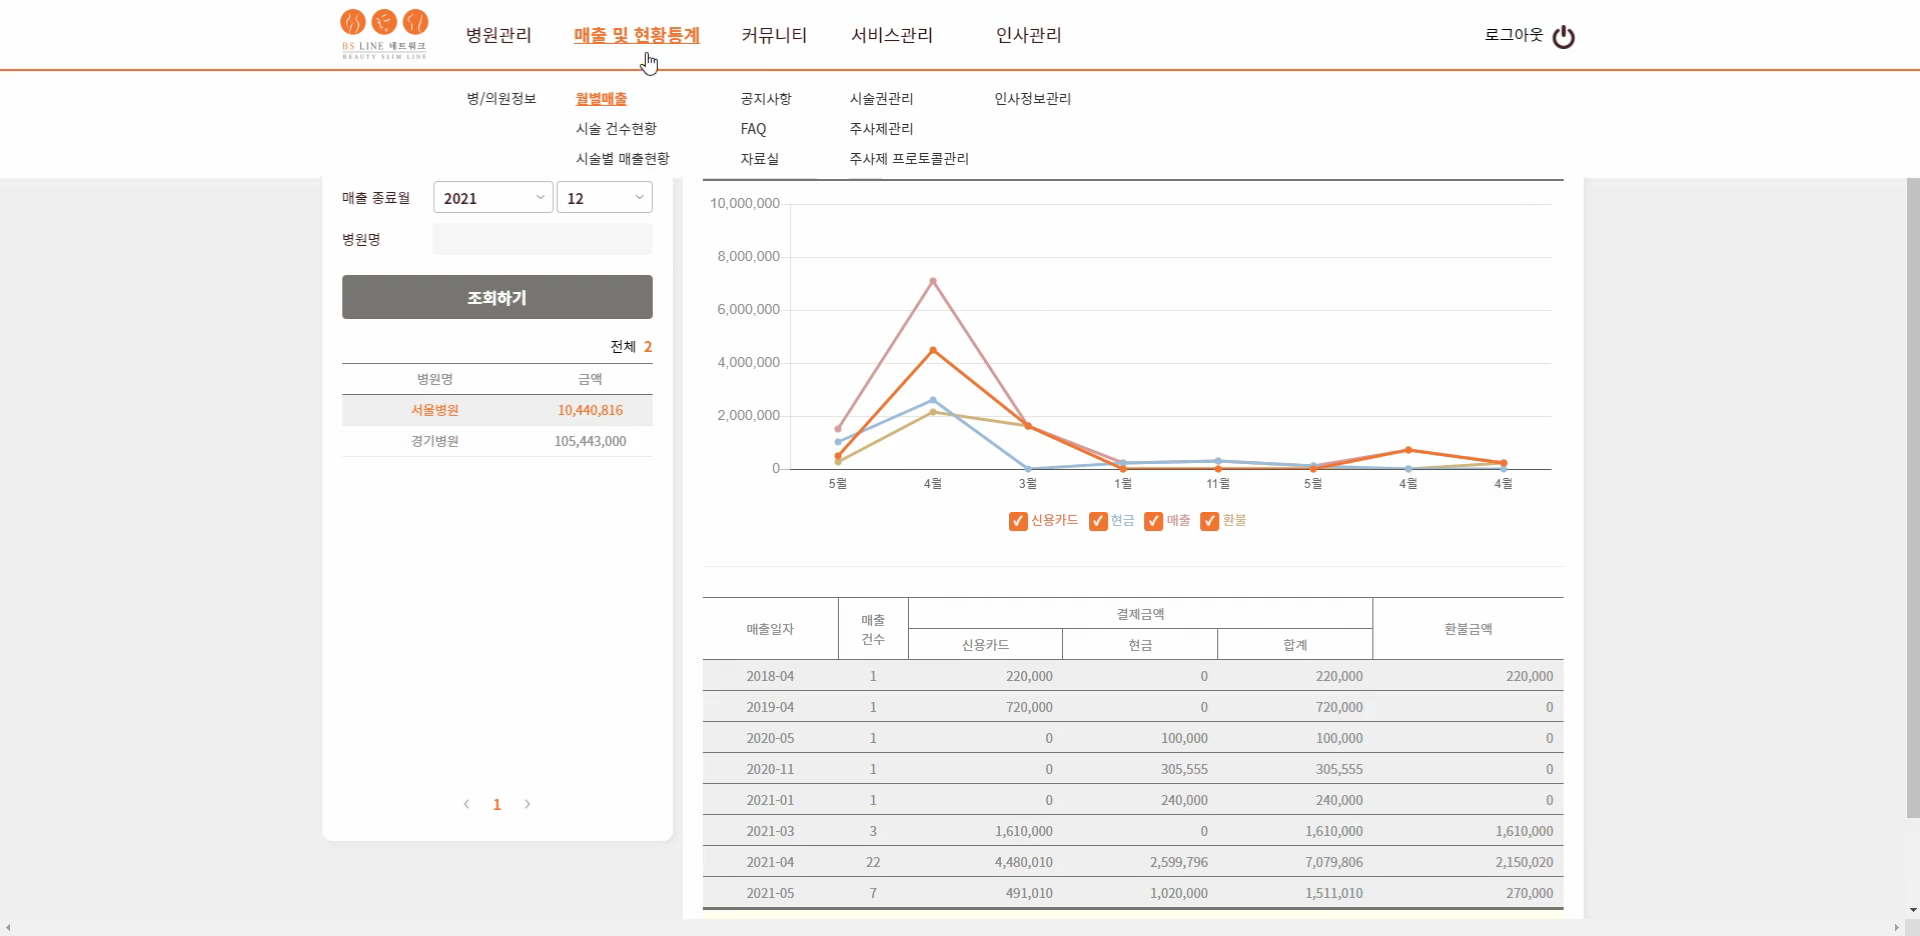 BS LINE 네트워크
BEAUTY SLIM LINE
병원관리 매출 및 현황통계 커뮤니티 서비스관리 인사관리 로그아웃
병/의원정보 월별매출 공지사항 시술권관리 인사정보관리
시술 건수현황 FAQ 주사제관리
시술별 매출현황 자료실 주사제 프로토콜관리
매출 종료월 2021 12
병원명
조회하기
전체 2
병원명 금액
서울병원 10,440,816
경기병원 105,443,000
1
10,000,000
8,000,000
6,000,000
4,000,000
2,000,000
0
5월 4월 3월 1월 11월 5월 4월 4월
신용카드 현금 매출 환불
매출일자 매출 건수 결제금액 환불금액
신용카드 현금 합계
2018-04 1 220,000 0 220,000 220,000
2019-04 1 720,000 0 720,000 0
2020-05 1 0 100,000 100,000 0
2020-11 1 0 305,555 305,555 0
2021-01 1 0 240,000 240,000 0
2021-03 3 1,610,000 0 1,610,000 1,610,000
2021-04 22 4,480,010 2,599,796 7,079,806 2,150,020
2021-05 7 491,010 1,020,000 1,511,010 270,000